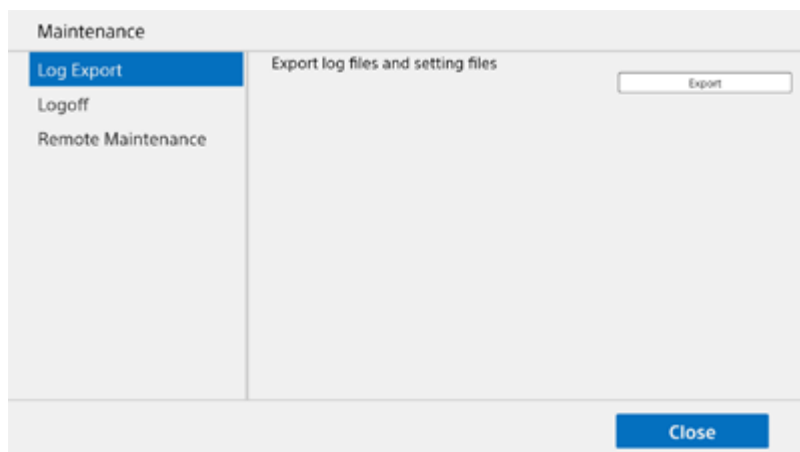 Maintenance
Log Export
Logoff
Remote Maintenance
Export log files and setting files
Export
Close